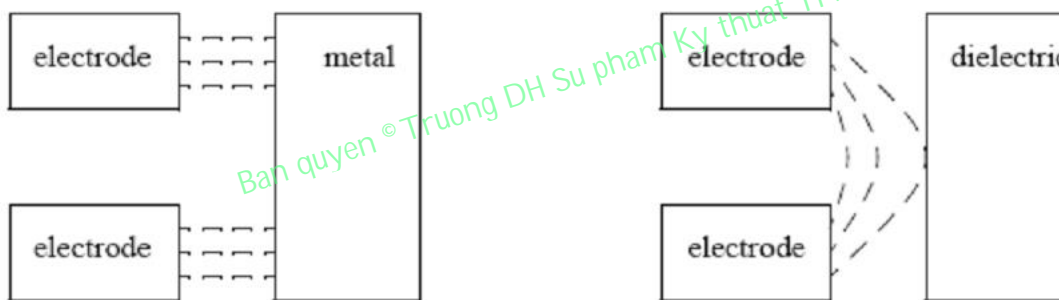 electrode
metal
electrode
dielectric
electrode
electrode
Ban quyen © Truong DH Su pham Ky thuat